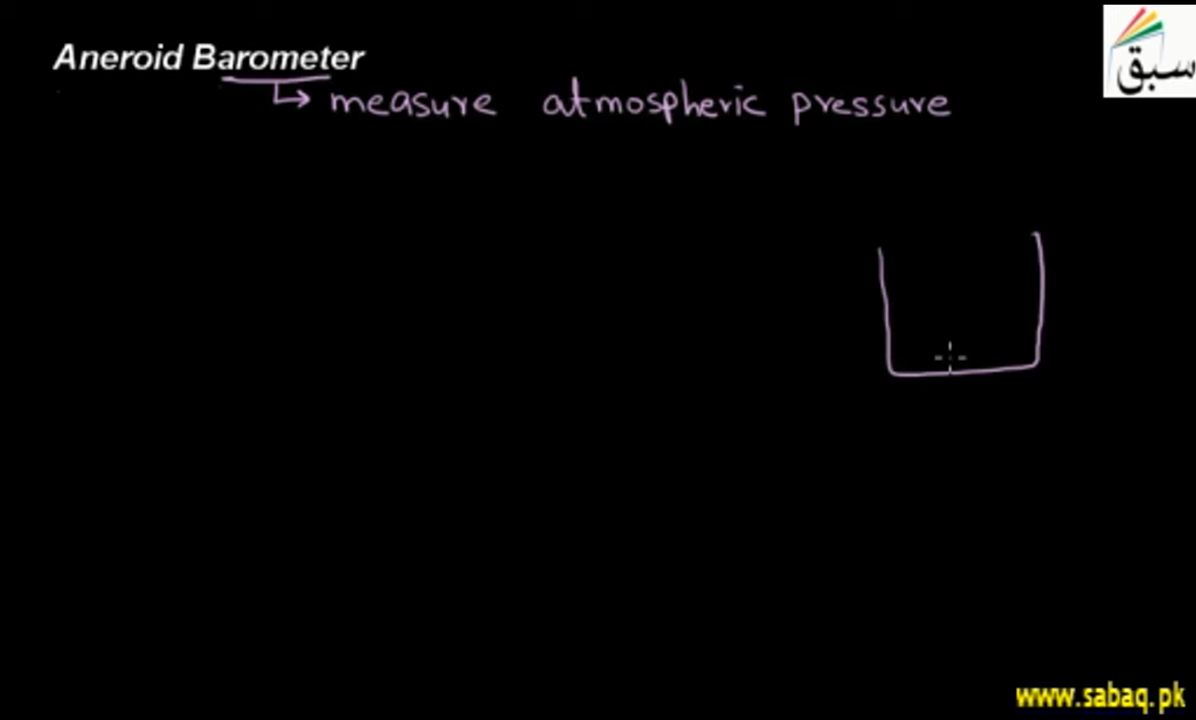 Aneroid Barometer
سبق
↳ measure atmospheric pressure
www.sabaq.pk